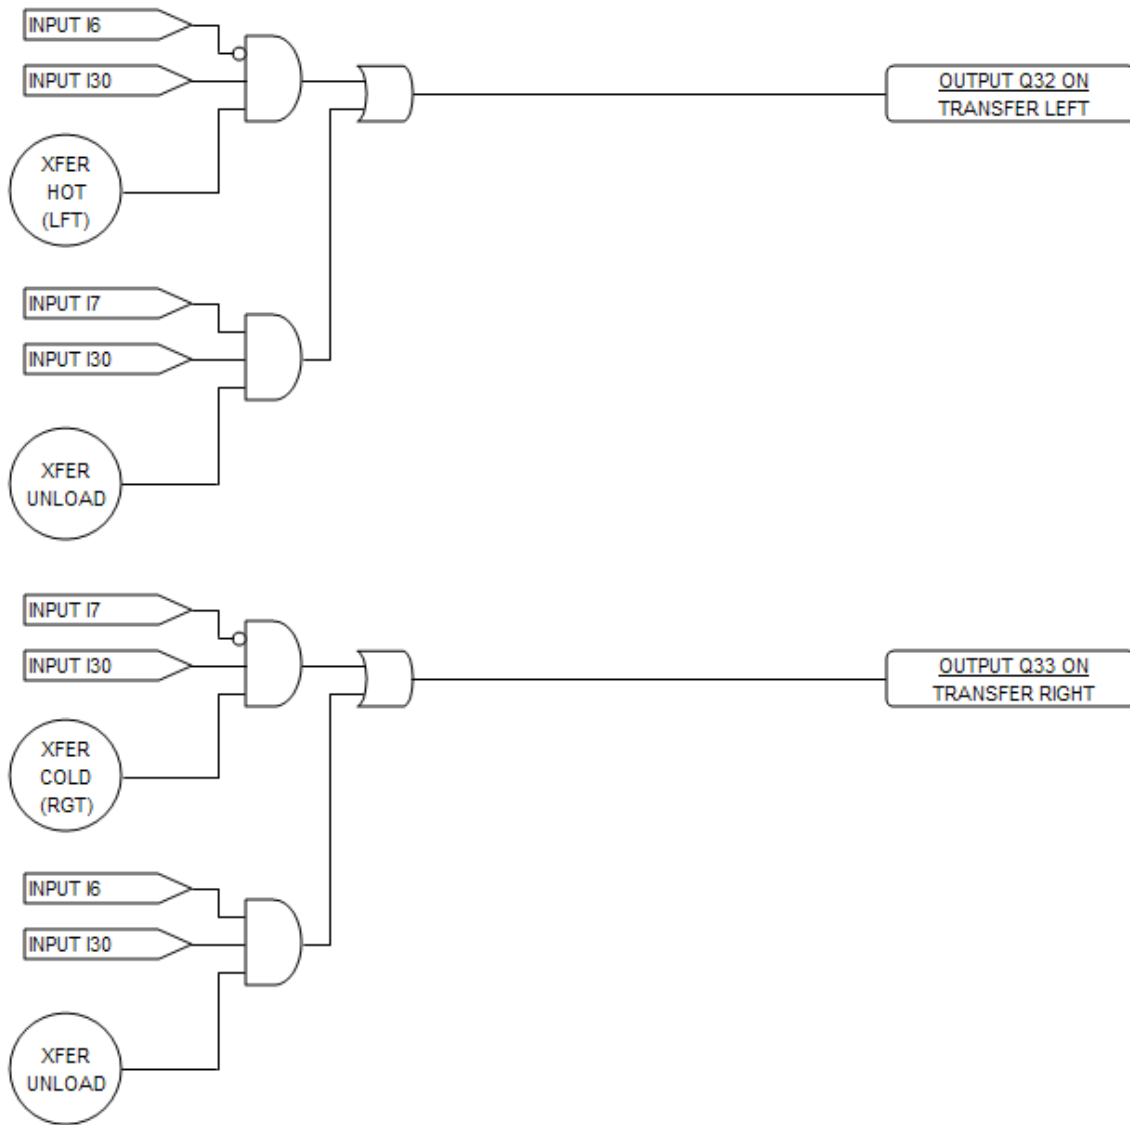 INPUT I6
INPUT I30
OUTPUT Q32 ON
TRANSFER LEFT
XFER
HOT
(LFT)
INPUT I7
INPUT I30
XFER
UNLOAD
INPUT I7
INPUT I30
OUTPUT Q33 ON
TRANSFER RIGHT
XFER
COLD
(RGT)
INPUT I6
INPUT I30
XFER
UNLOAD